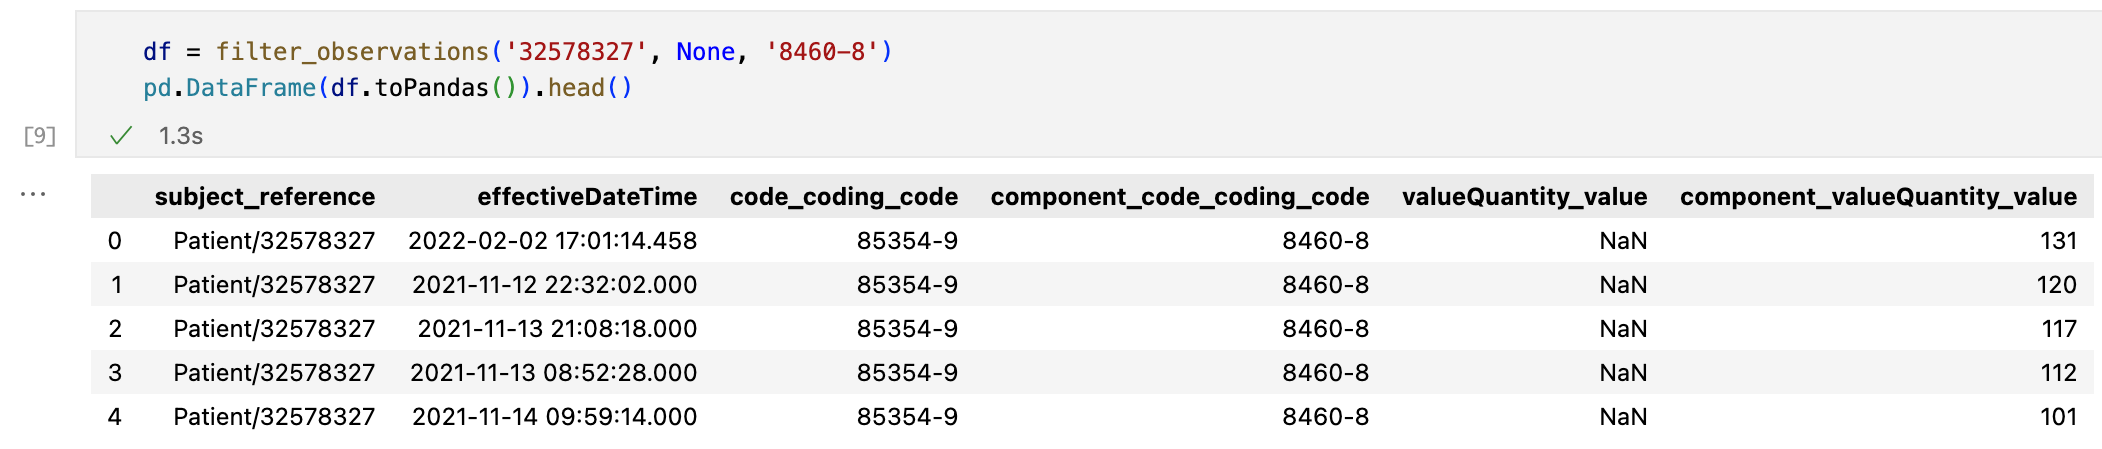 df = filter_observations('32578327', None, '8460-8')
pd.DataFrame(df.toPandas()).head()
[9] ✓ 1.3s
...
subject_reference effectiveDateTime code_coding_code component_code_coding_code valueQuantity_value component_valueQuantity_value
0 Patient/32578327 2022-02-02 17:01:14.458 85354-9 8460-8 NaN 131
1 Patient/32578327 2021-11-12 22:32:02.000 85354-9 8460-8 NaN 120
2 Patient/32578327 2021-11-13 21:08:18.000 85354-9 8460-8 NaN 117
3 Patient/32578327 2021-11-13 08:52:28.000 85354-9 8460-8 NaN 112
4 Patient/32578327 2021-11-14 09:59:14.000 85354-9 8460-8 NaN 101